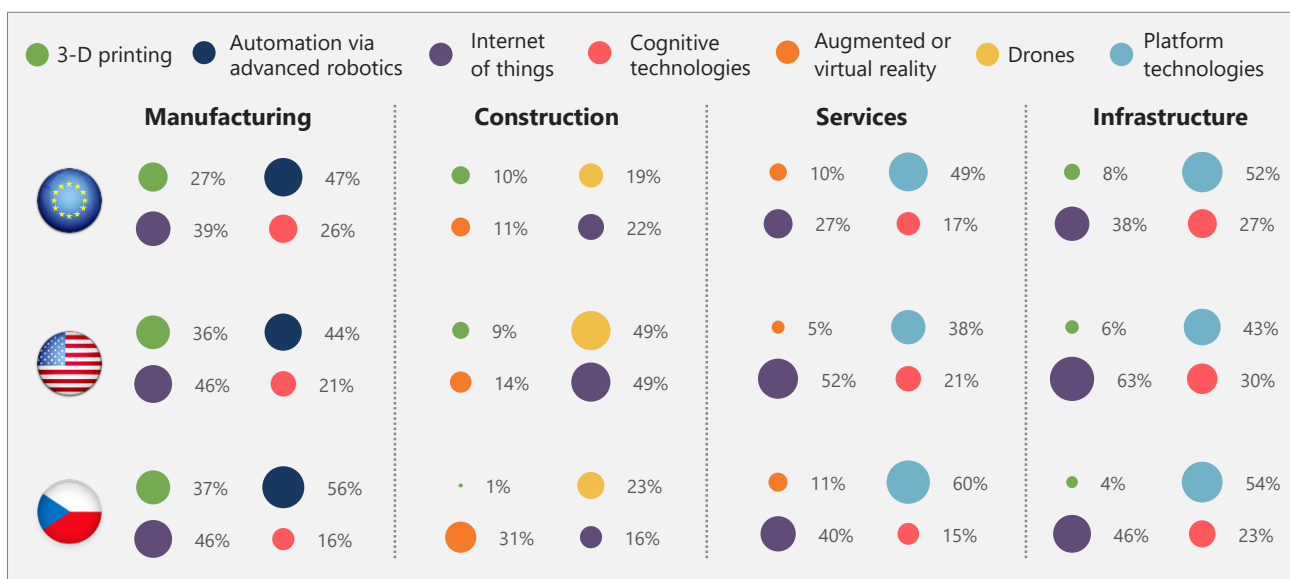 3-D printing
Automation via
advanced robotics
Internet
of things
Cognitive
technologies
Augmented or
virtual reality
Drones
Platform
technologies
Manufacturing Construction Services Infrastructure
27% 47% 10% 19% 10% 49% 8% 52%
39% 26% 11% 22% 27% 17% 38% 27%
36% 44% 9% 49% 5% 38% 6% 43%
46% 21% 14% 49% 52% 21% 63% 30%
37% 56% 1% 23% 11% 60% 4% 54%
46% 16% 31% 16% 40% 15% 46% 23%